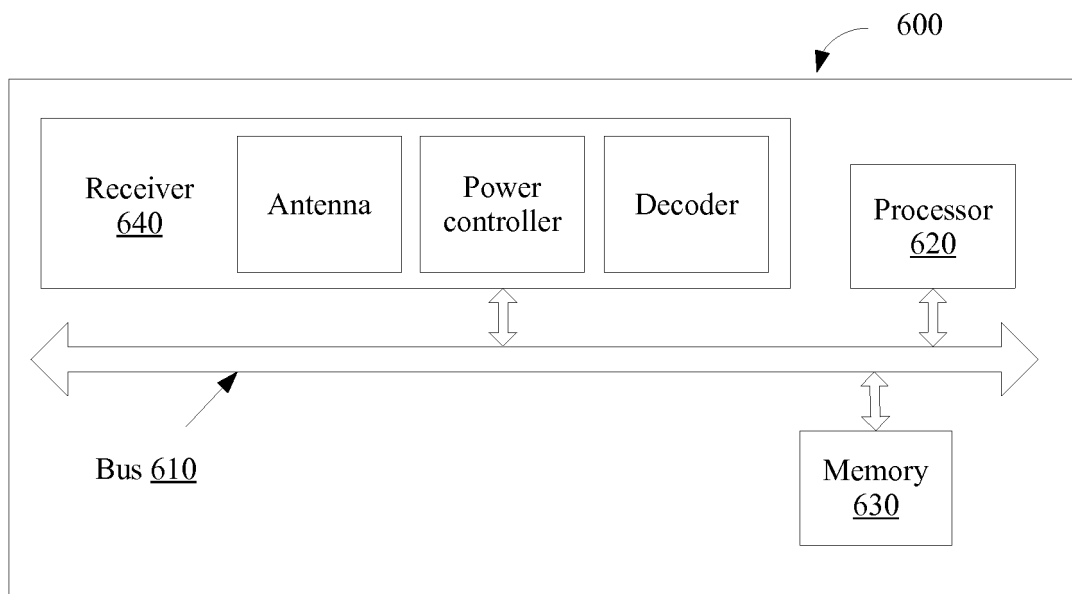 600
Receiver
640
Antenna
Power
controller
Decoder
Processor
620
Bus 610
Memory
630